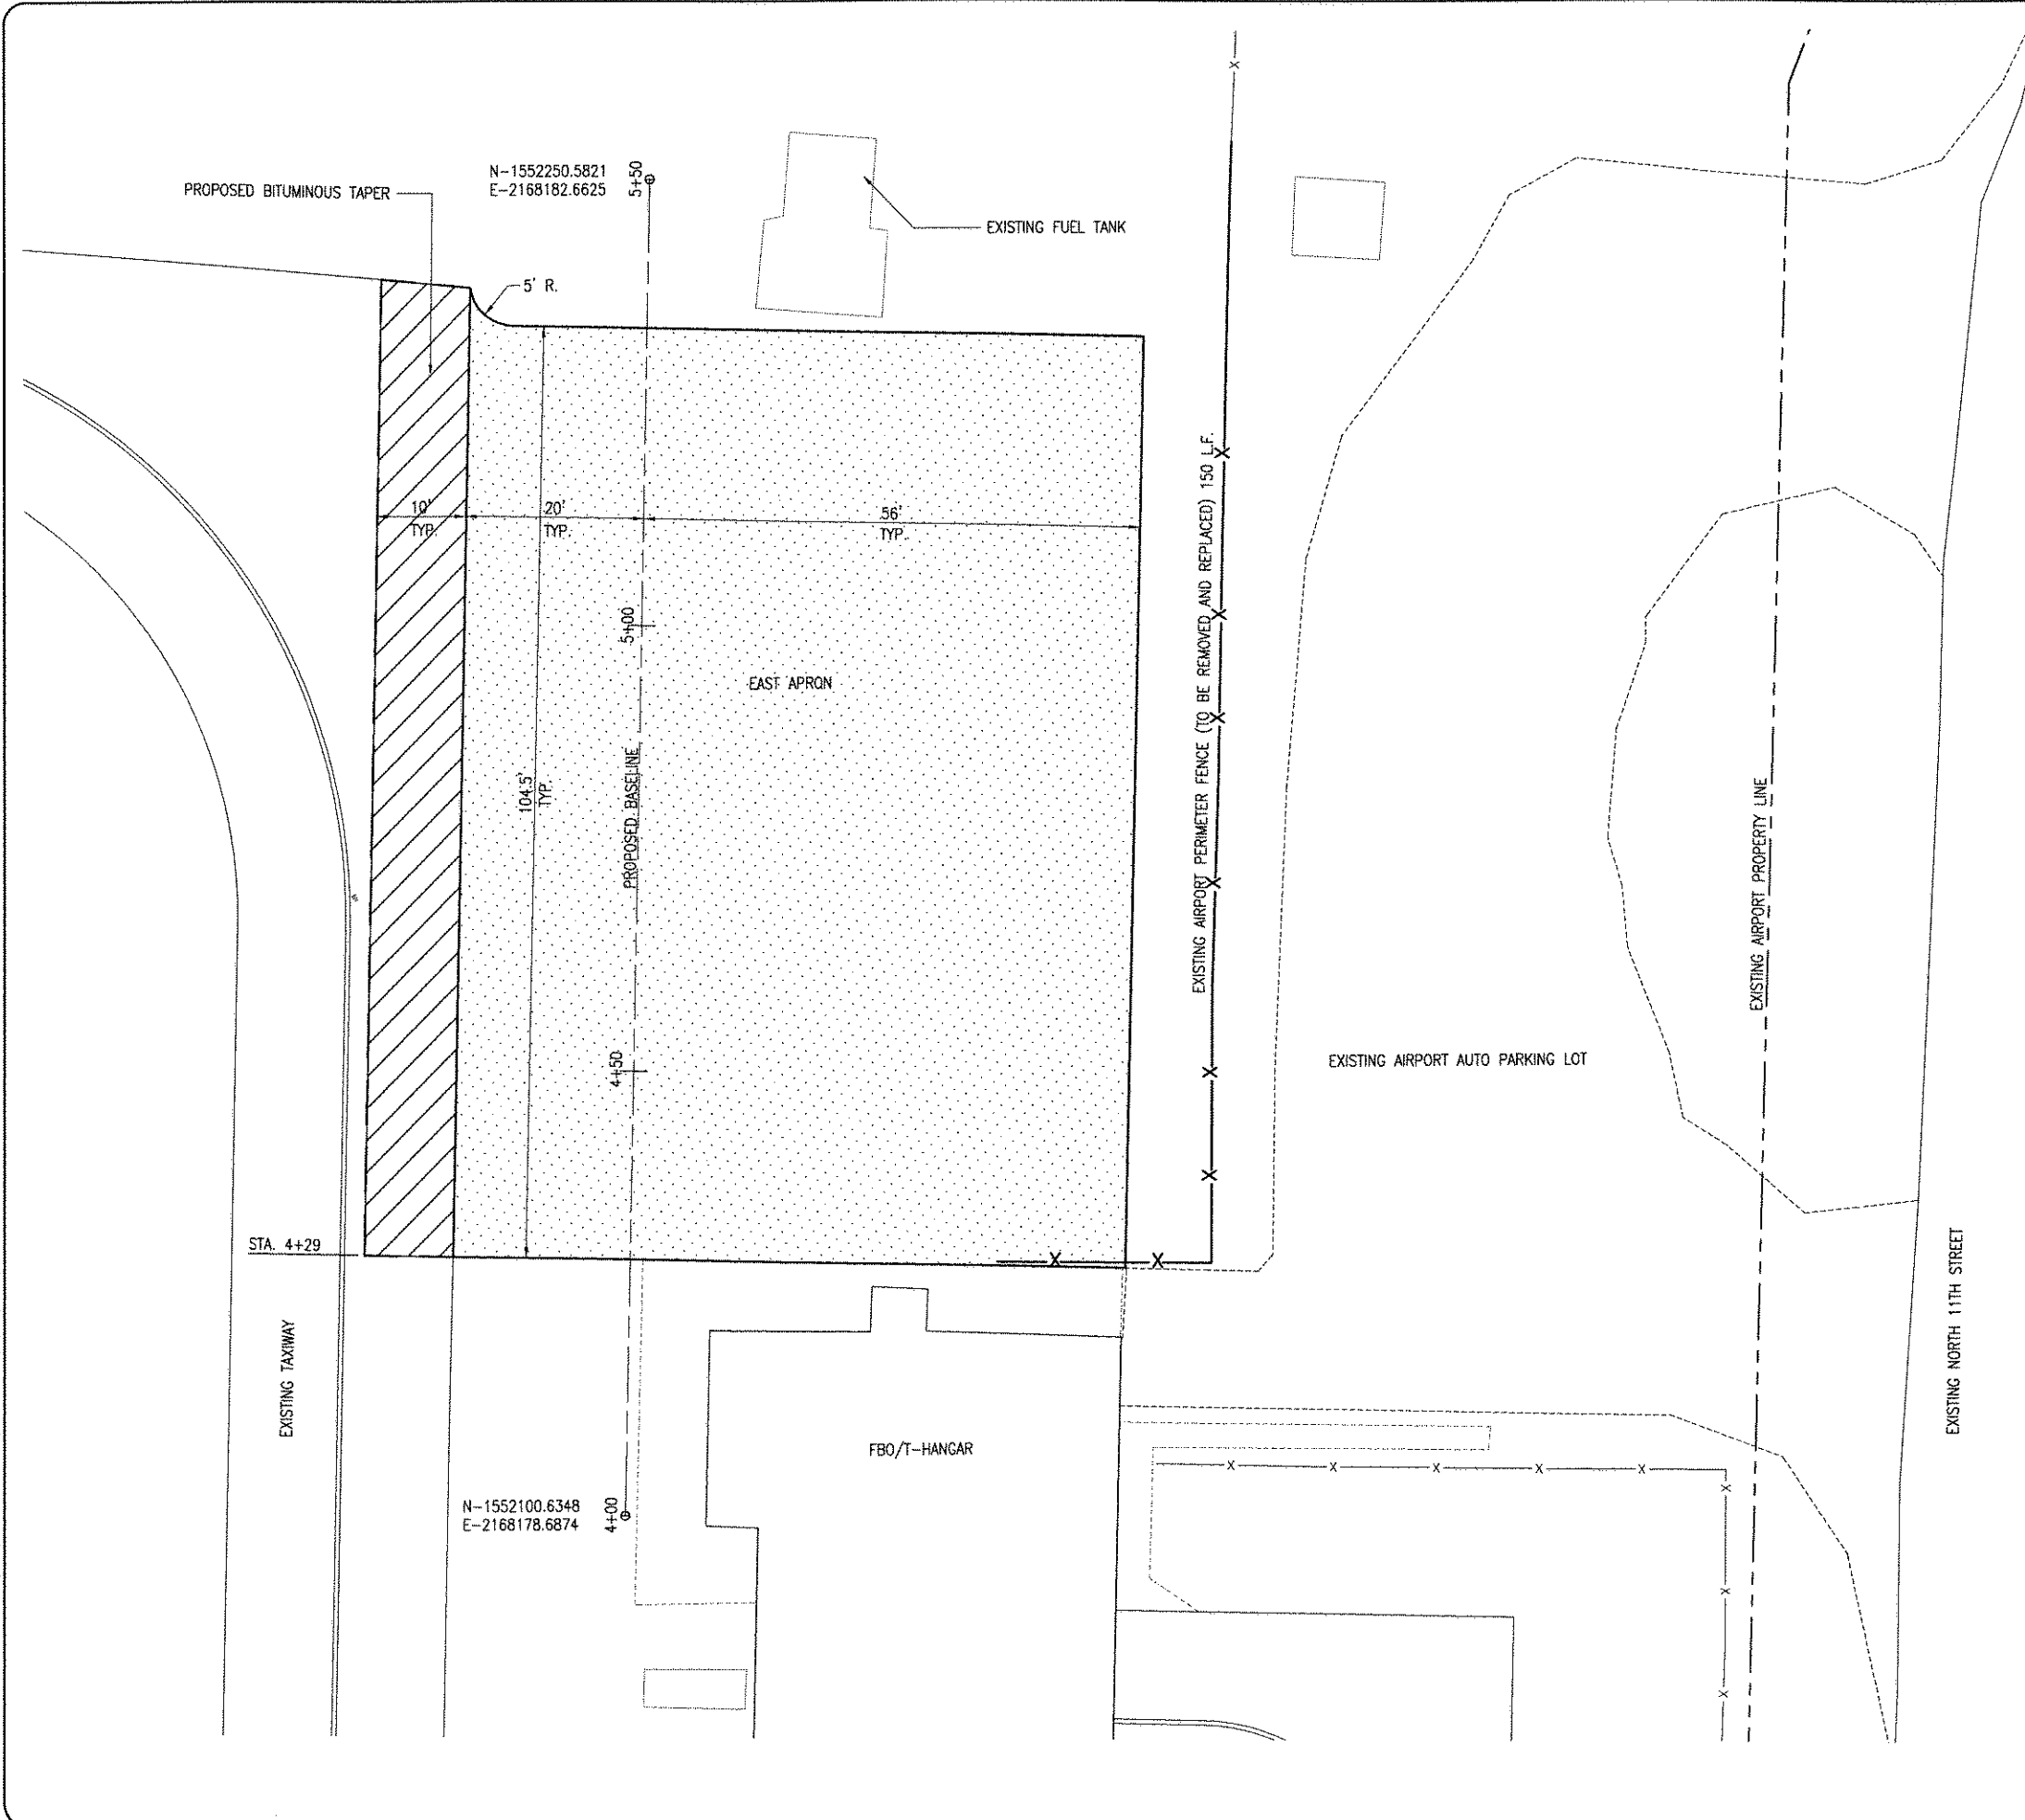 N-1552250.5821
E-2168182.6625
5+50
PROPOSED BITUMINOUS TAPER
EXISTING FUEL TANK
5' R.
10'
TYP.
20'
TYP.
56'
TYP.
5+00
EAST APRON
104.5'
TYP.
PROPOSED BASELINE
EXISTING AIRPORT PERIMETER FENCE (TO BE REMOVED AND REPLACED) 150 L.F.
EXISTING AIRPORT PROPERTY LINE
4+50
EXISTING AIRPORT AUTO PARKING LOT
STA. 4+29
EXISTING TAXIWAY
EXISTING NORTH 11TH STREET
FBO/T-HANGAR
N-1552100.6348
E-2168178.6874
4+00